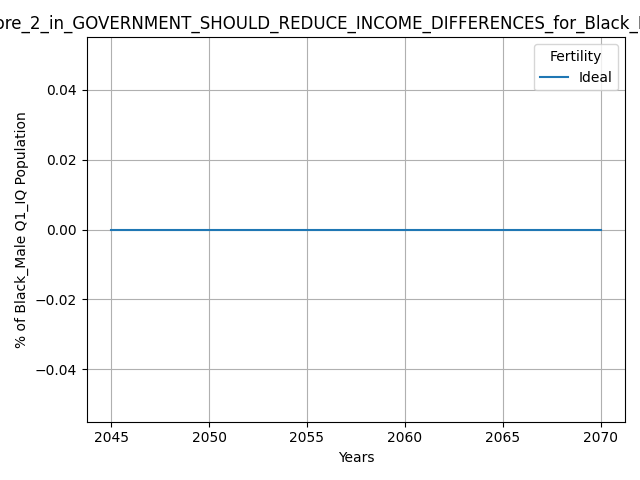 ore_2_in_GOVERNMENT_SHOULD_REDUCE_INCOME_DIFFERENCES_for_Black_
Fertility
Ideal
% of Black_Male Q1_IQ Population
0.04
0.02
0.00
−0.02
−0.04
2045 2050 2055 2060 2065 2070
Years